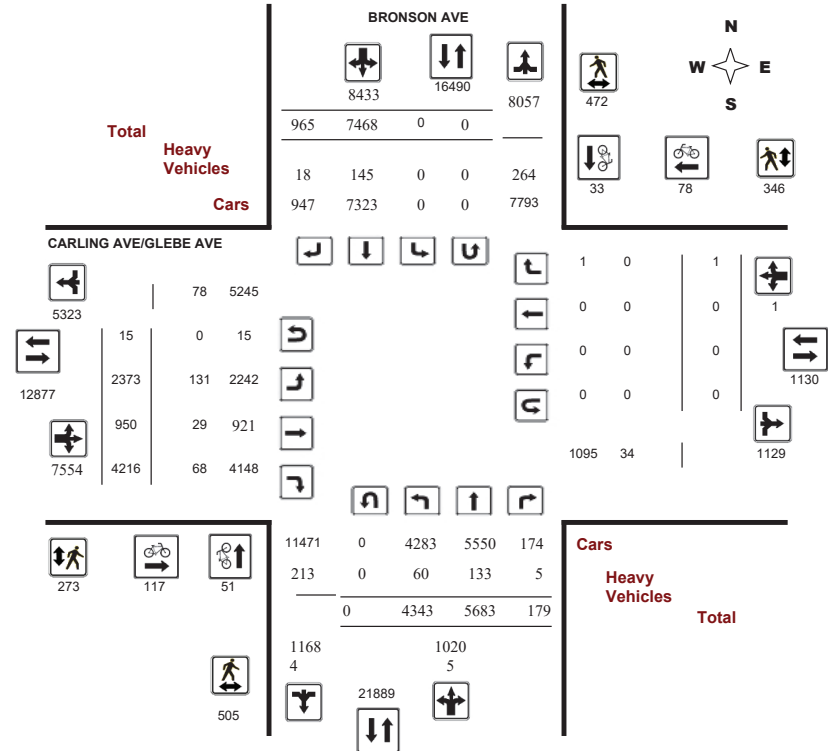 BRONSON AVE
N
W E
S
8433
16490
8057
472
Total
965 7468 0 0
Heavy
Vehicles
18 145 0 0 264
Cars
947 7323 0 0 7793
33 78 346
CARLING AVE/GLEBE AVE
5323
78 5245
1 0 1
1
15 0 15
0 0 0
12877
2373 131 2242
0 0 0
1130
950 29 921
0 0 0
7554
4216 68 4148
1095 34
1129
11471 0 4283 5550 174
Cars
213 0 60 133 5
Heavy
Vehicles
0 4343 5683 179
Total
273 117 51
1168
4
1020
5
21889
505